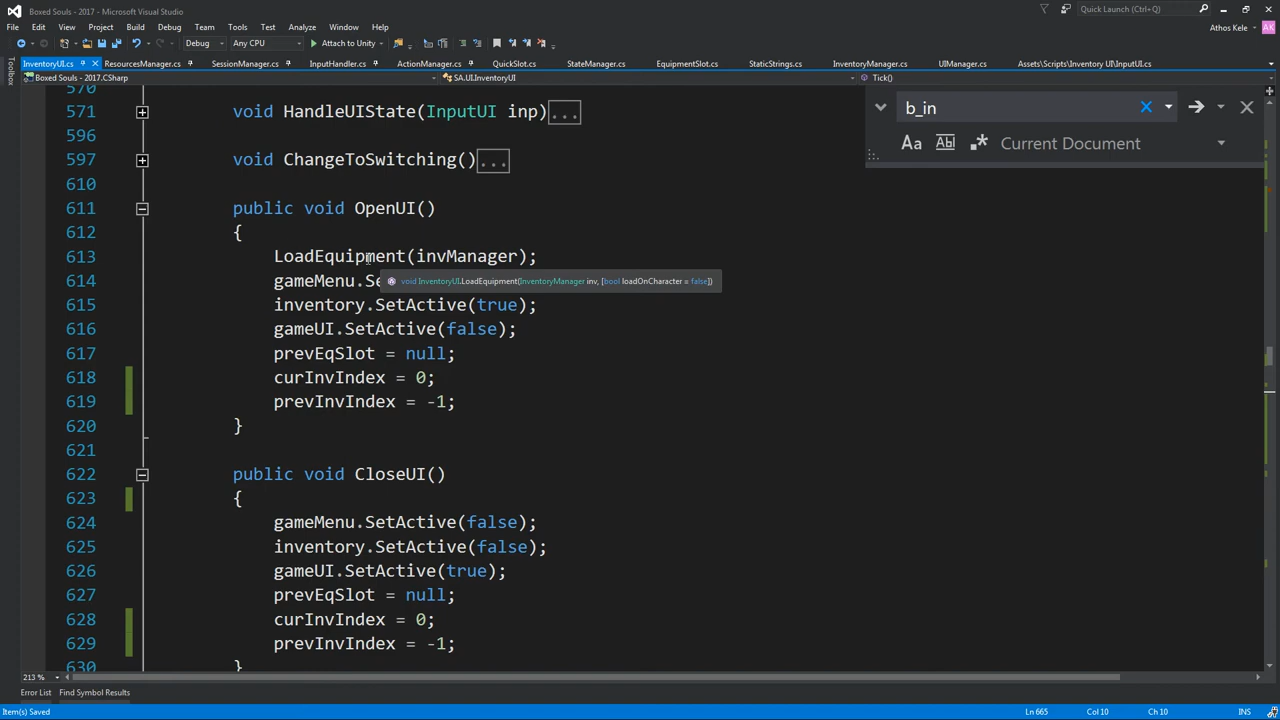 Boxed Souls - 2017 - Microsoft Visual Studio
Quick Launch (Ctrl+Q)
File Edit View Project Build Debug Team Tools Test Analyze Window Help
Athos Kele AK
Debug Any CPU Attach to Unity
InventoryUI.cs ResourcesManager.cs SessionManager.cs InputHandler.cs ActionManager.cs QuickSlot.cs StateManager.cs EquipmentSlot.cs StaticStrings.cs UIManager.cs Assets/Scripts/Inventory UI/InputUI.cs
Toolbox
Boxed Souls - 2017.CSharp SA.UI.InventoryUI Tick()
b_in
Aa Abl Current Document
570
571 void HandleUIState(InputUI inp)...
596
597 void ChangeToSwitching()...
610
611 public void OpenUI()
612 {
613 LoadEquipment(invManager);
614 gameMenu.Se
void InventoryUI.LoadEquipment(InventoryManager inv, [bool loadOnCharacter = false])
615 inventory.SetActive(true);
616 gameUI.SetActive(false);
617 prevEqSlot = null;
618 curInvIndex = 0;
619 prevInvIndex = -1;
620 }
621
622 public void CloseUI()
623 {
624 gameMenu.SetActive(false);
625 inventory.SetActive(false);
626 gameUI.SetActive(true);
627 prevEqSlot = null;
628 curInvIndex = 0;
629 prevInvIndex = -1;
630 }
213 %
Error List Find Symbol Results
Item(s) Saved Ln 665 Col 10 Ch 10 INS